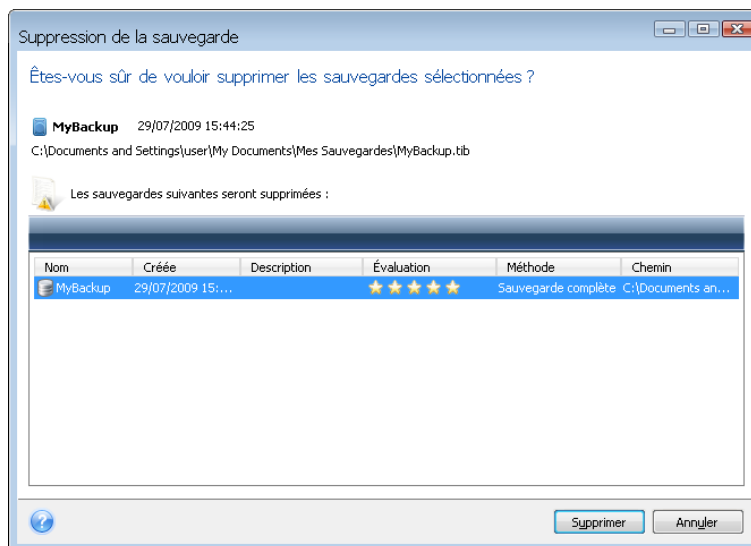 Suppression de la sauvegarde
Êtes-vous sûr de vouloir supprimer les sauvegardes sélectionnées ?
MyBackup 29/07/2009 15:44:25
C:\Documents and Settings\user\My Documents\Mes Sauvegardes\MyBackup.tib
Les sauvegardes suivantes seront supprimées :
Nom Créée Description Évaluation Méthode Chemin
MyBackup 29/07/2009 15:... Sauvegarde complète C:\Documents an...
Supprimer Annuler